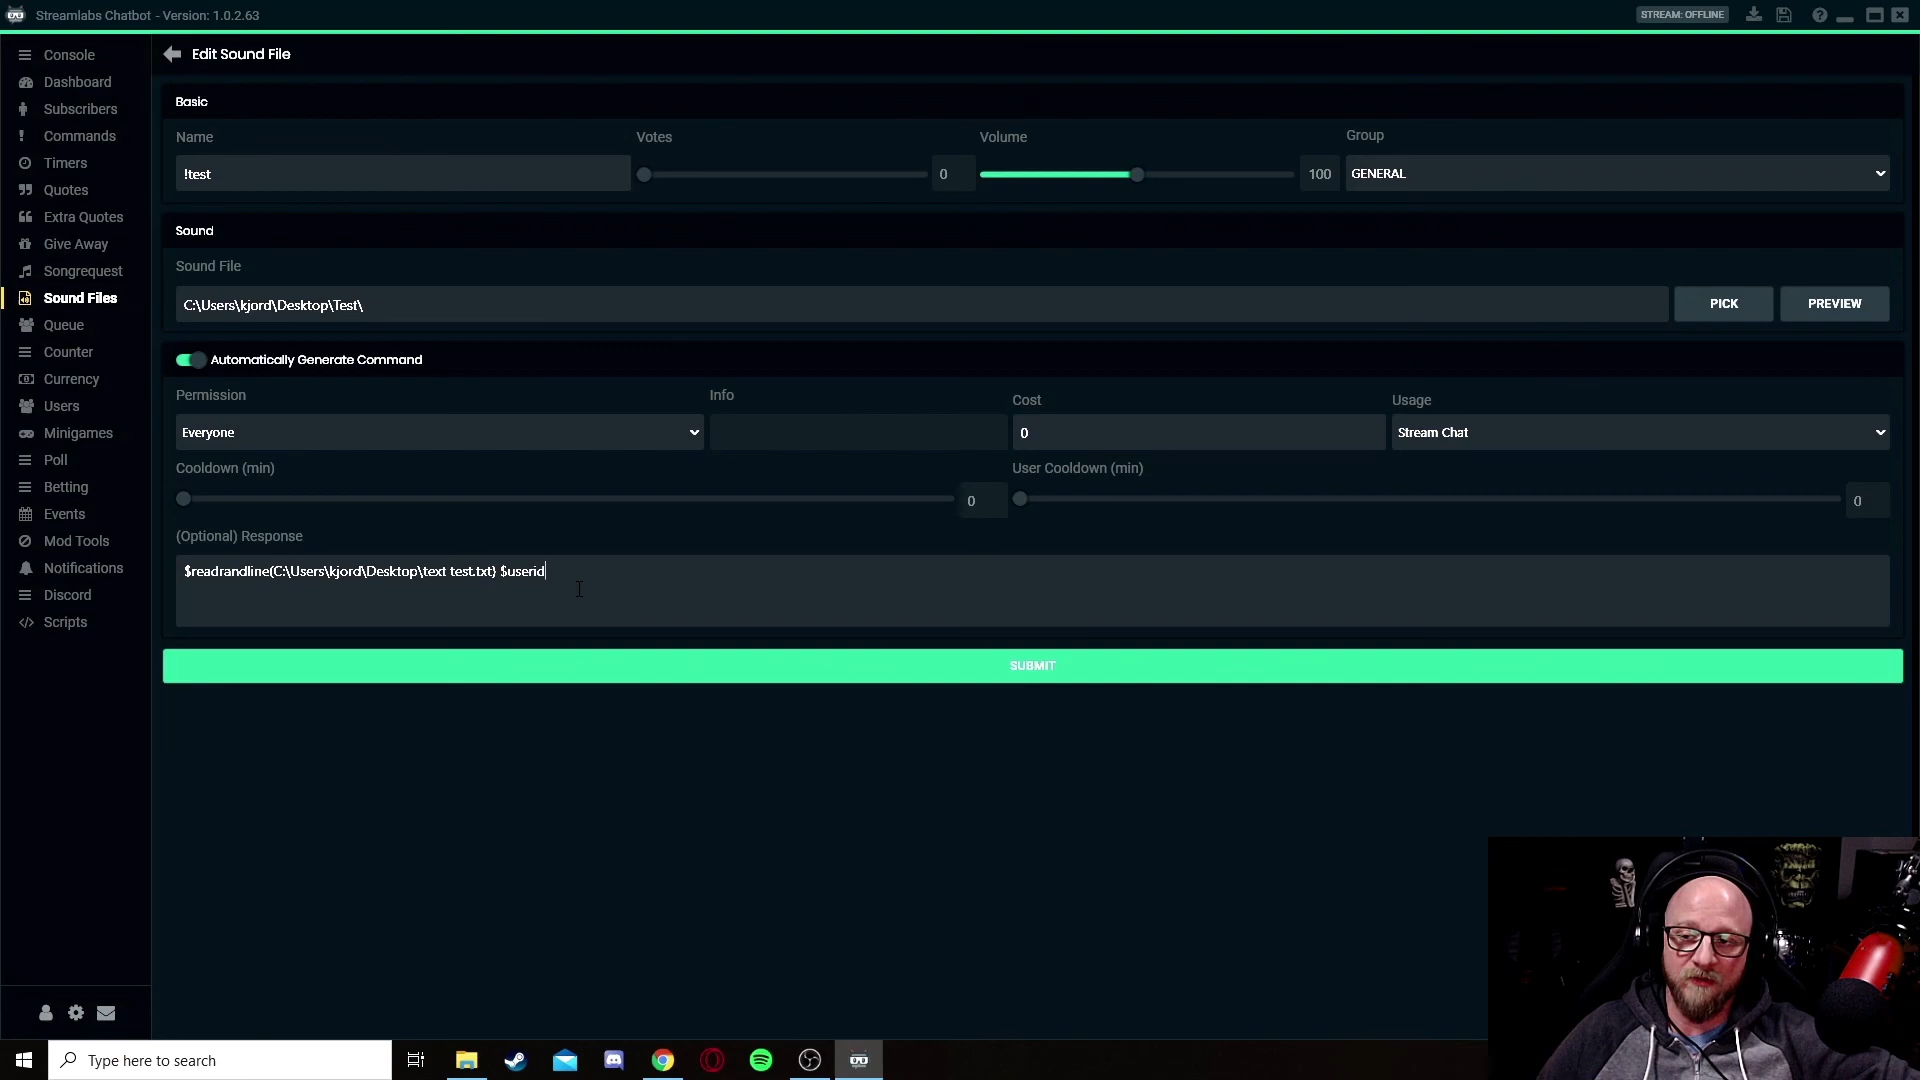 Streamlabs Chatbot - Version: 1.0.2.63
STREAM: OFFLINE
Console
Dashboard
Subscribers
Commands
Timers
Quotes
Extra Quotes
Give Away
Songrequest
Sound Files
Queue
Counter
Currency
Users
Minigames
Poll
Betting
Events
Mod Tools
Notifications
Discord
Scripts
Edit Sound File
Basic
Name
Votes
Volume
Group
!test
0
100
GENERAL
Sound
Sound File
C:\Users\kjord\Desktop\Test\
PICK
PREVIEW
Automatically Generate Command
Permission
Info
Cost
Usage
Everyone
0
Stream Chat
Cooldown (min)
User Cooldown (min)
0
0
(Optional) Response
$readrandline(C:\Users\kjord\Desktop\text test.txt} $userid
SUBMIT
Type here to search